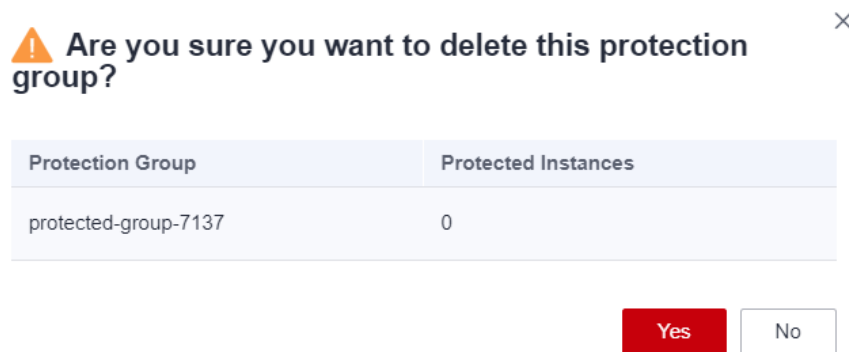 Are you sure you want to delete this protection
group?
Protection Group Protected Instances
protected-group-7137 0
Yes No